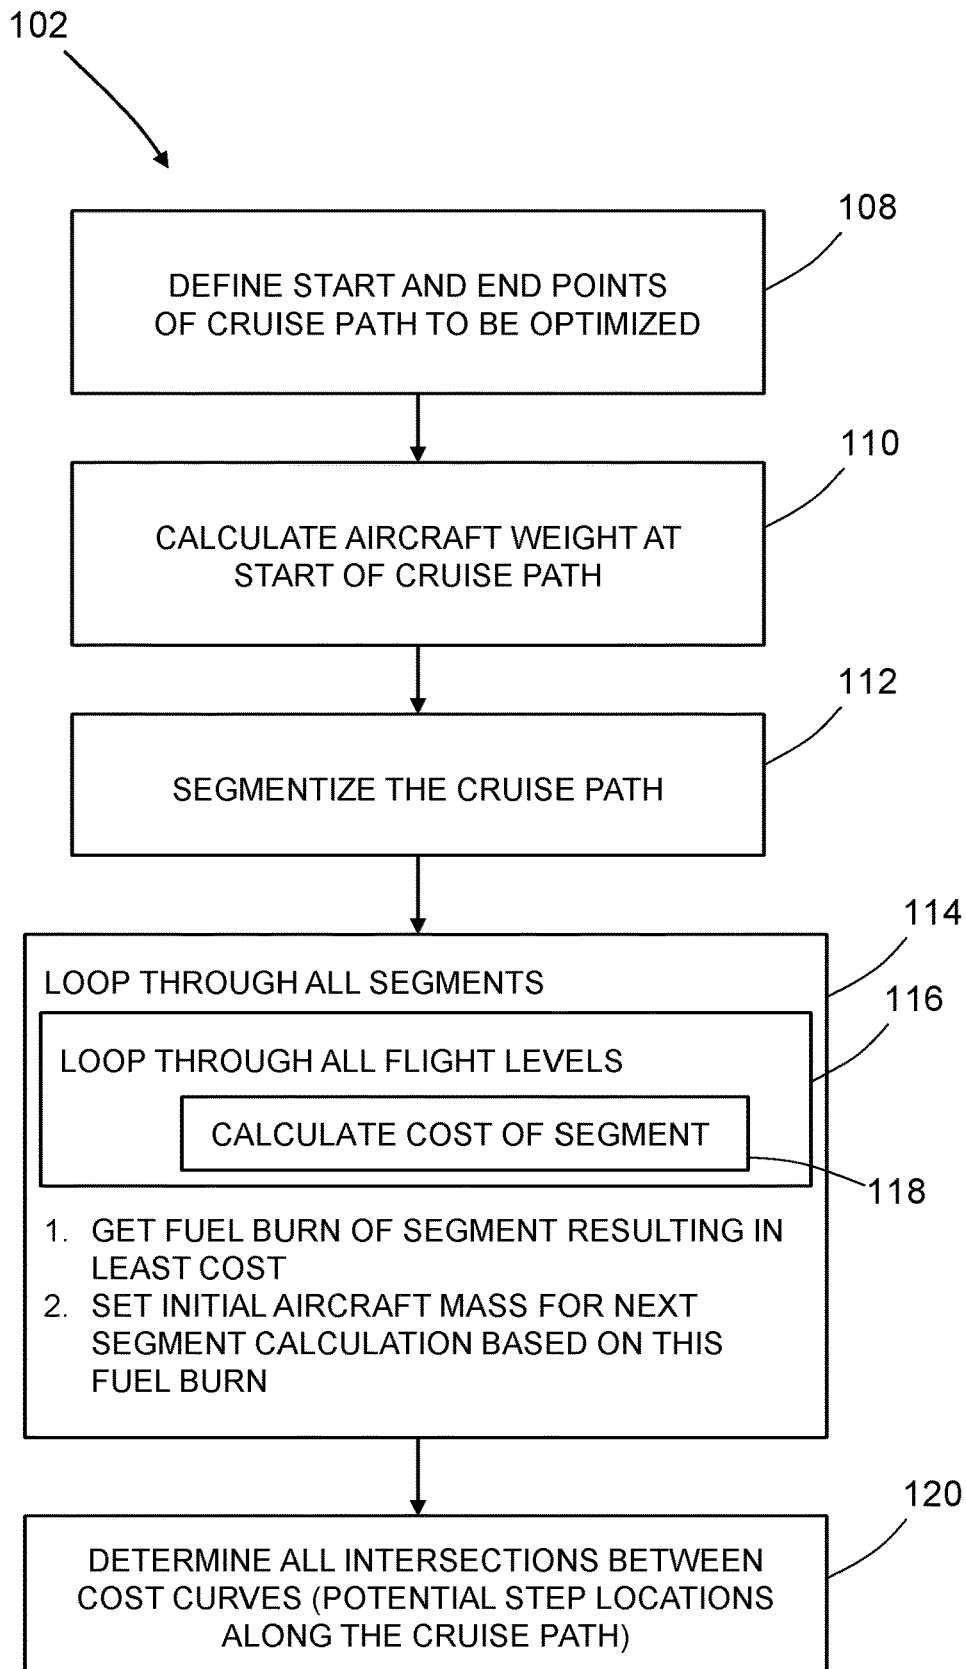 102
108
DEFINE START AND END POINTS
OF CRUISE PATH TO BE OPTIMIZED
110
CALCULATE AIRCRAFT WEIGHT AT
START OF CRUISE PATH
112
SEGMENTIZE THE CRUISE PATH
114
LOOP THROUGH ALL SEGMENTS
116
LOOP THROUGH ALL FLIGHT LEVELS
CALCULATE COST OF SEGMENT
118
1. GET FUEL BURN OF SEGMENT RESULTING IN
LEAST COST
2. SET INITIAL AIRCRAFT MASS FOR NEXT
SEGMENT CALCULATION BASED ON THIS
FUEL BURN
120
DETERMINE ALL INTERSECTIONS BETWEEN
COST CURVES (POTENTIAL STEP LOCATIONS
ALONG THE CRUISE PATH)